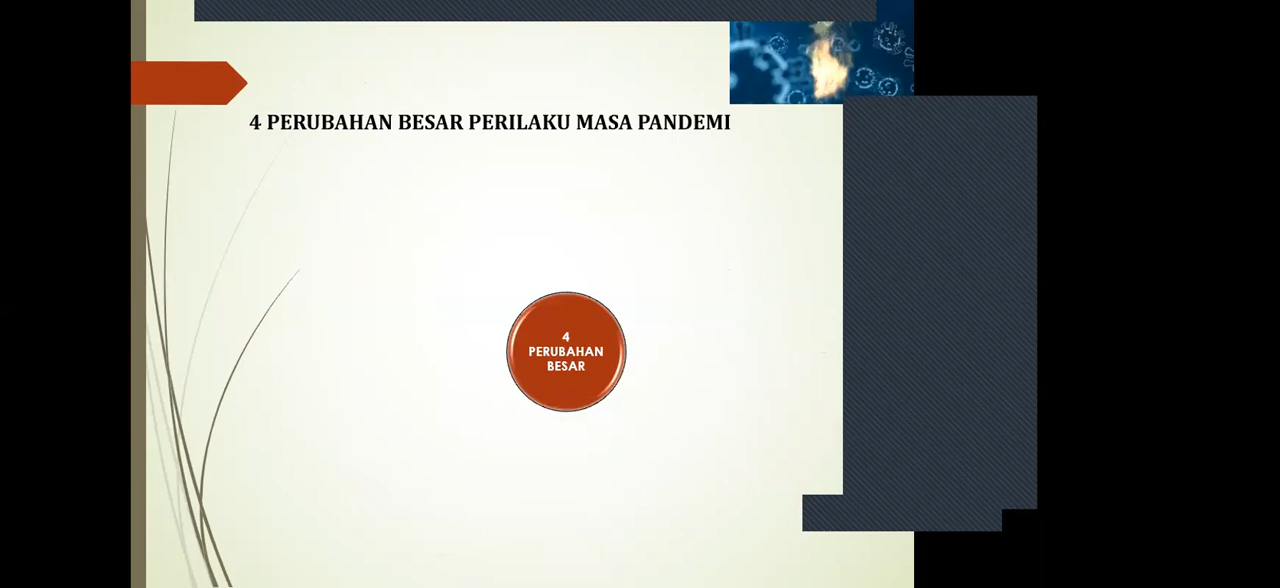 4 PERUBAHAN BESAR PERILAKU MASA PANDEMI
4
PERUBAHAN
BESAR